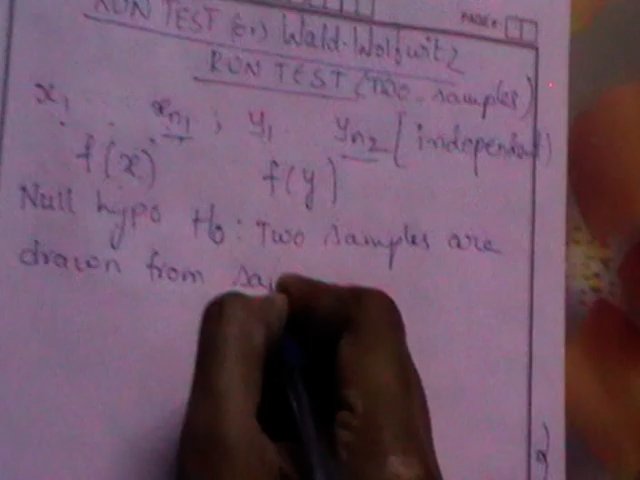 RUN TEST (or) Wald-Wolfowitz
RUN TEST (Two samples)
x₁ . . . xₙ₁ ; y₁ yₙ₂ (independent)
f(x) f(y)
Null hypo H₀: Two samples are
drawn from